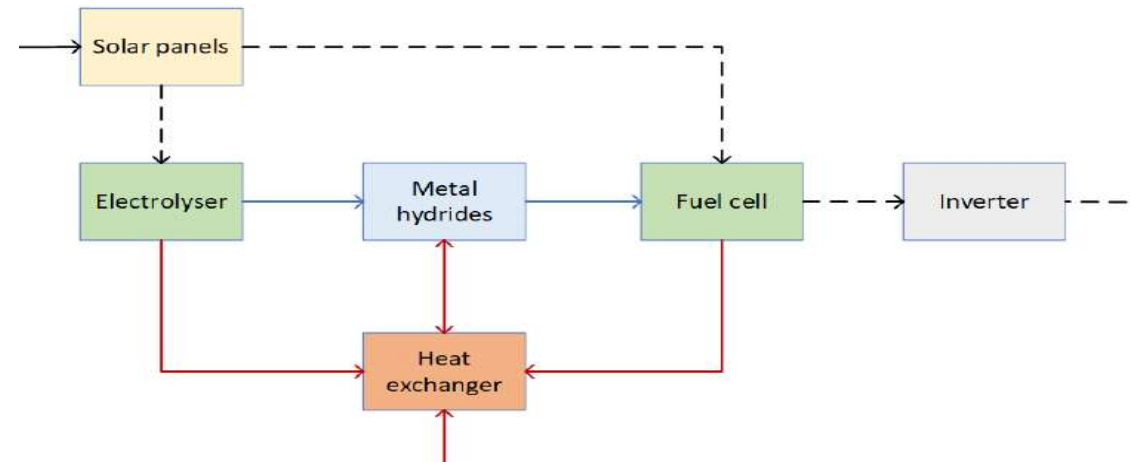 Solar panels
Electrolyser
Metal
hydrides
Fuel cell
Inverter
Heat
exchanger